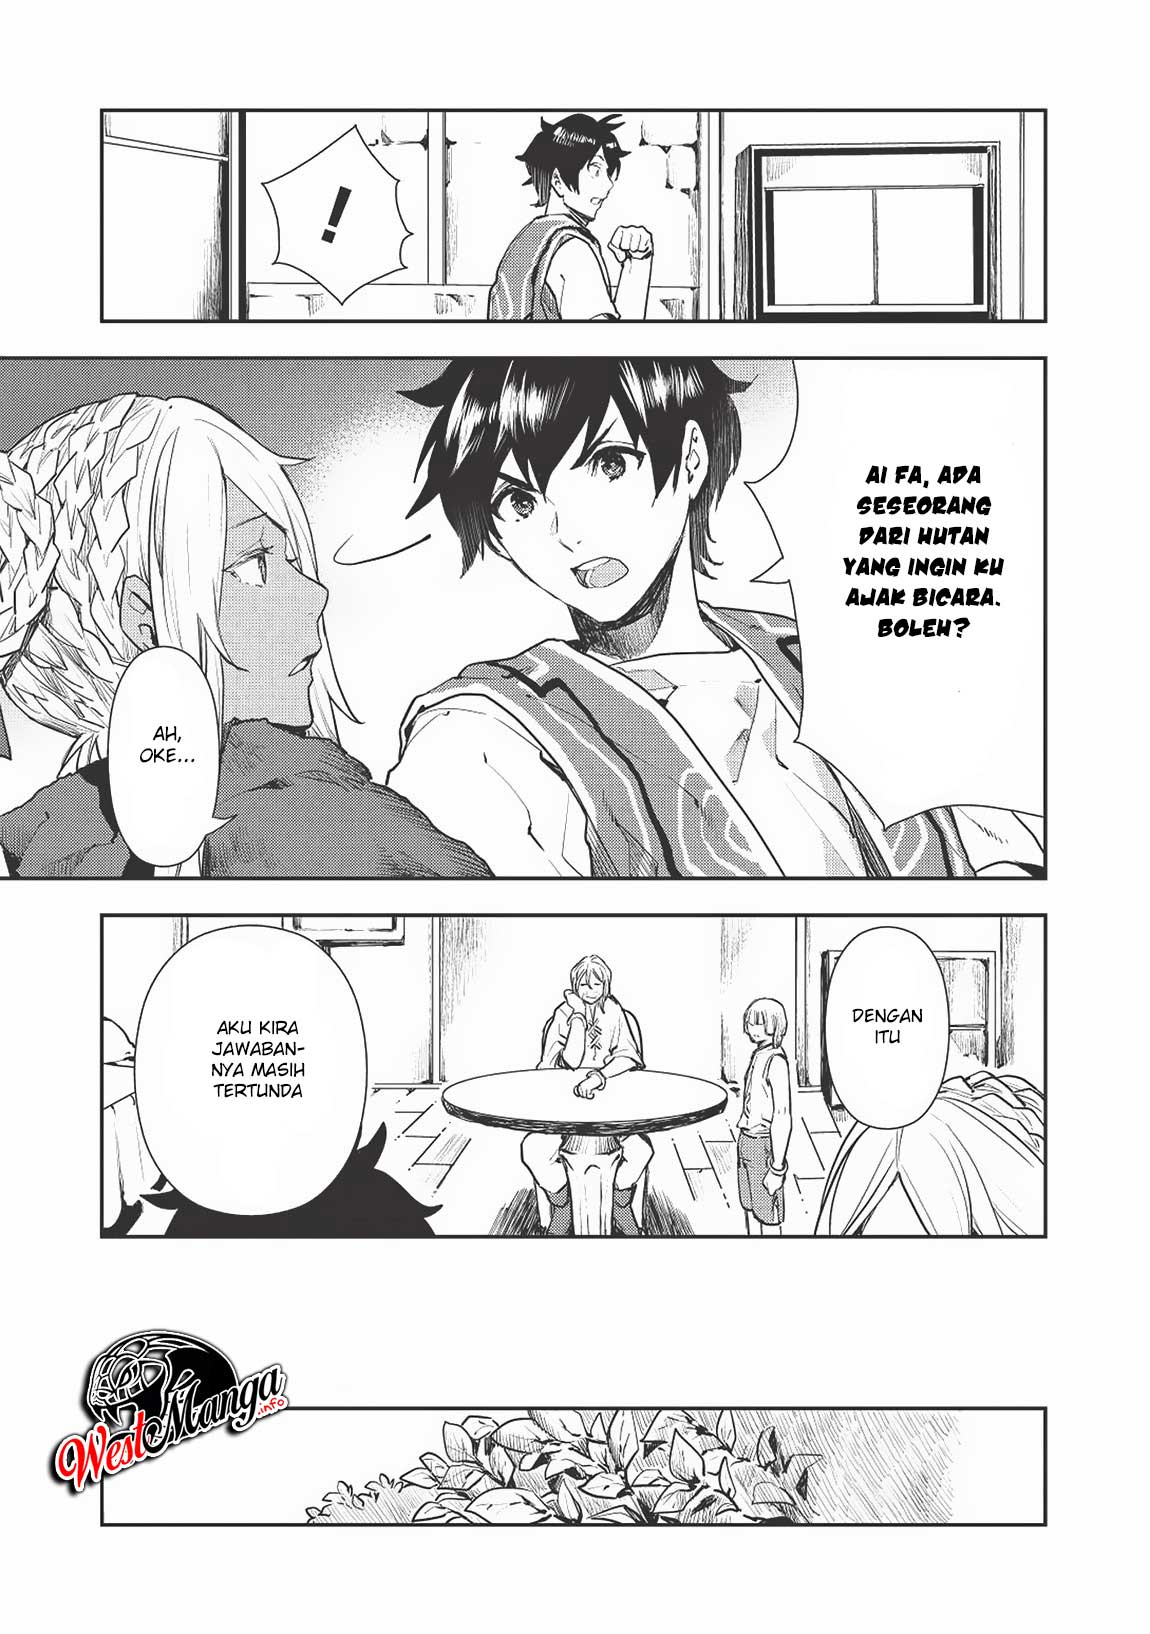 !
AI FA, ADA
SESEORANG
DARI HUTAN
YANG INGIN KU
AJAK BICARA.
BOLEH?
AH,
OKE...
DENGAN
ITU
AKU KIRA
JAWABAN-
NYA MASIH
TERTUNDA
WestManga.info